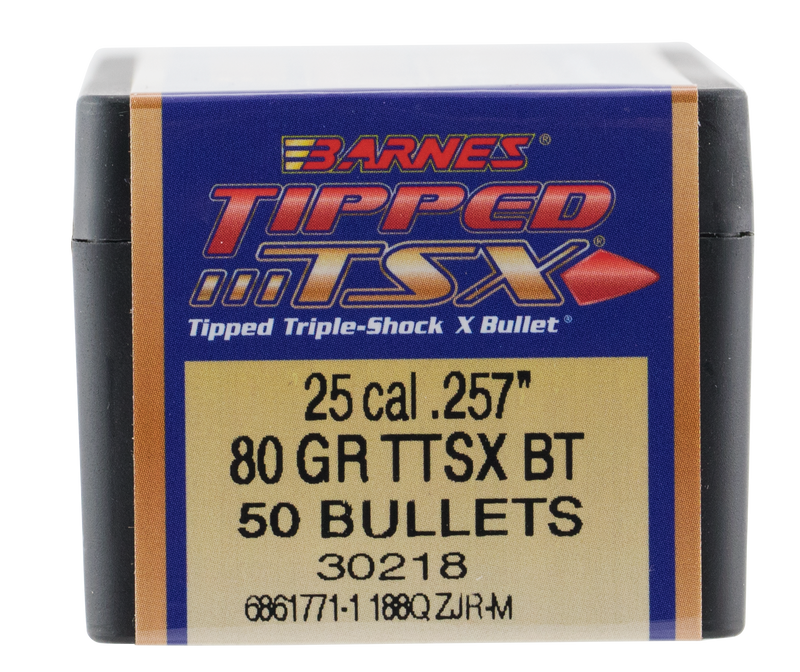 BARNES®
TIPPED
TSX®
Tipped Triple-Shock X Bullet®
25 cal .257"
80 GR TTSX BT
50 BULLETS
30218
6861771-1 188Q ZJR-M